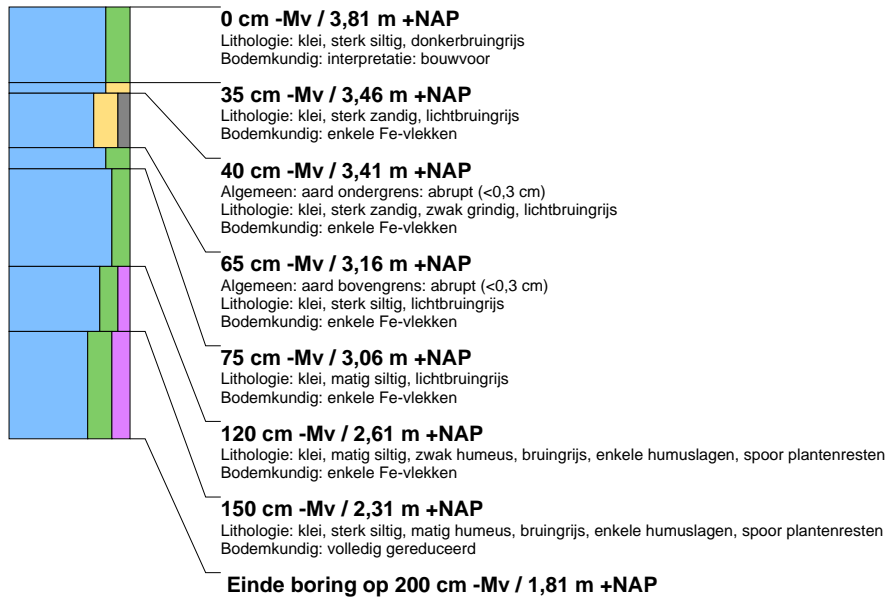 0 cm -Mv / 3,81 m +NAP
Lithologie: klei, sterk siltig, donkerbruingrijs
Bodemkundig: interpretatie: bouwvoor
35 cm -Mv / 3,46 m +NAP
Lithologie: klei, sterk zandig, lichtbruingrijs
Bodemkundig: enkele Fe-vlekken
40 cm -Mv / 3,41 m +NAP
Algemeen: aard ondergrens: abrupt (<0,3 cm)
Lithologie: klei, sterk zandig, zwak grindig, lichtbruingrijs
Bodemkundig: enkele Fe-vlekken
65 cm -Mv / 3,16 m +NAP
Algemeen: aard bovengrens: abrupt (<0,3 cm)
Lithologie: klei, sterk siltig, lichtbruingrijs
Bodemkundig: enkele Fe-vlekken
75 cm -Mv / 3,06 m +NAP
Lithologie: klei, matig siltig, lichtbruingrijs
Bodemkundig: enkele Fe-vlekken
120 cm -Mv / 2,61 m +NAP
Lithologie: klei, matig siltig, zwak humeus, bruingrijs, enkele humuslagen, spoor plantenresten
Bodemkundig: enkele Fe-vlekken
150 cm -Mv / 2,31 m +NAP
Lithologie: klei, sterk siltig, matig humeus, bruingrijs, enkele humuslagen, spoor plantenresten
Bodemkundig: volledig gereduceerd
Einde boring op 200 cm -Mv / 1,81 m +NAP